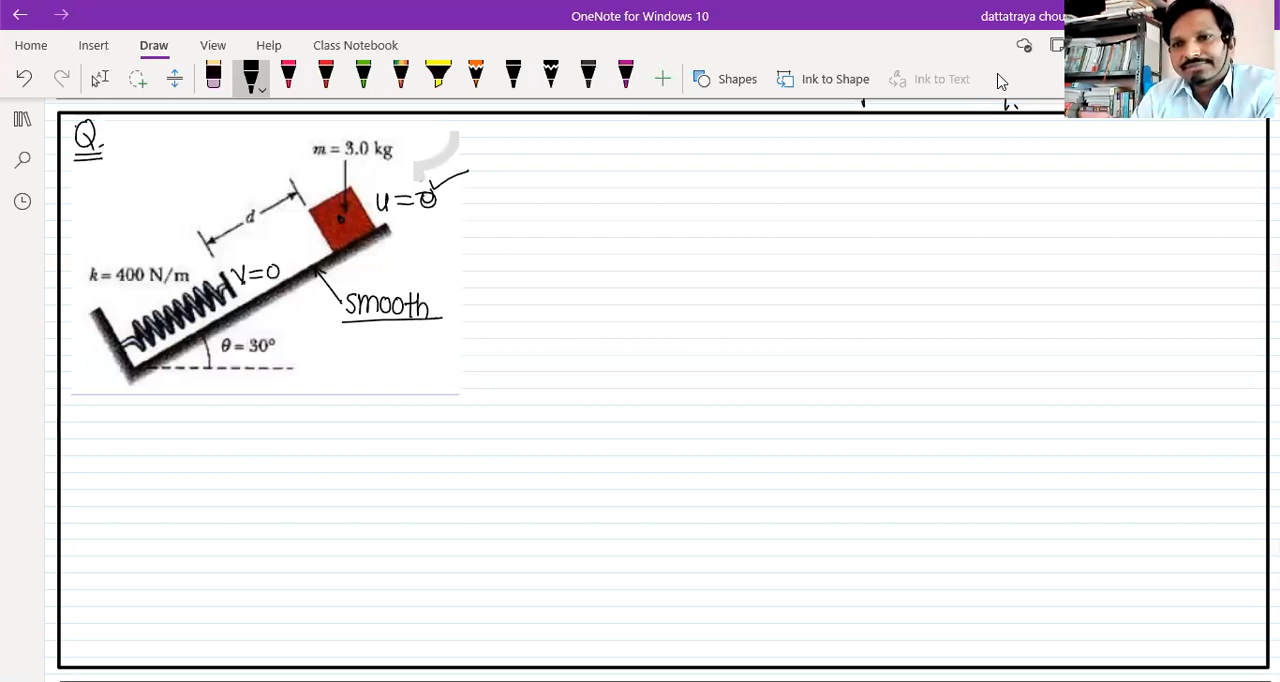 OneNote for Windows 10
dattatraya chou
Home Insert Draw View Help Class Notebook
Shapes Ink to Shape Ink to Text
Q.
m = 3.0 kg
u = 0
d
k = 400 N/m
V=0
smooth
θ = 30°